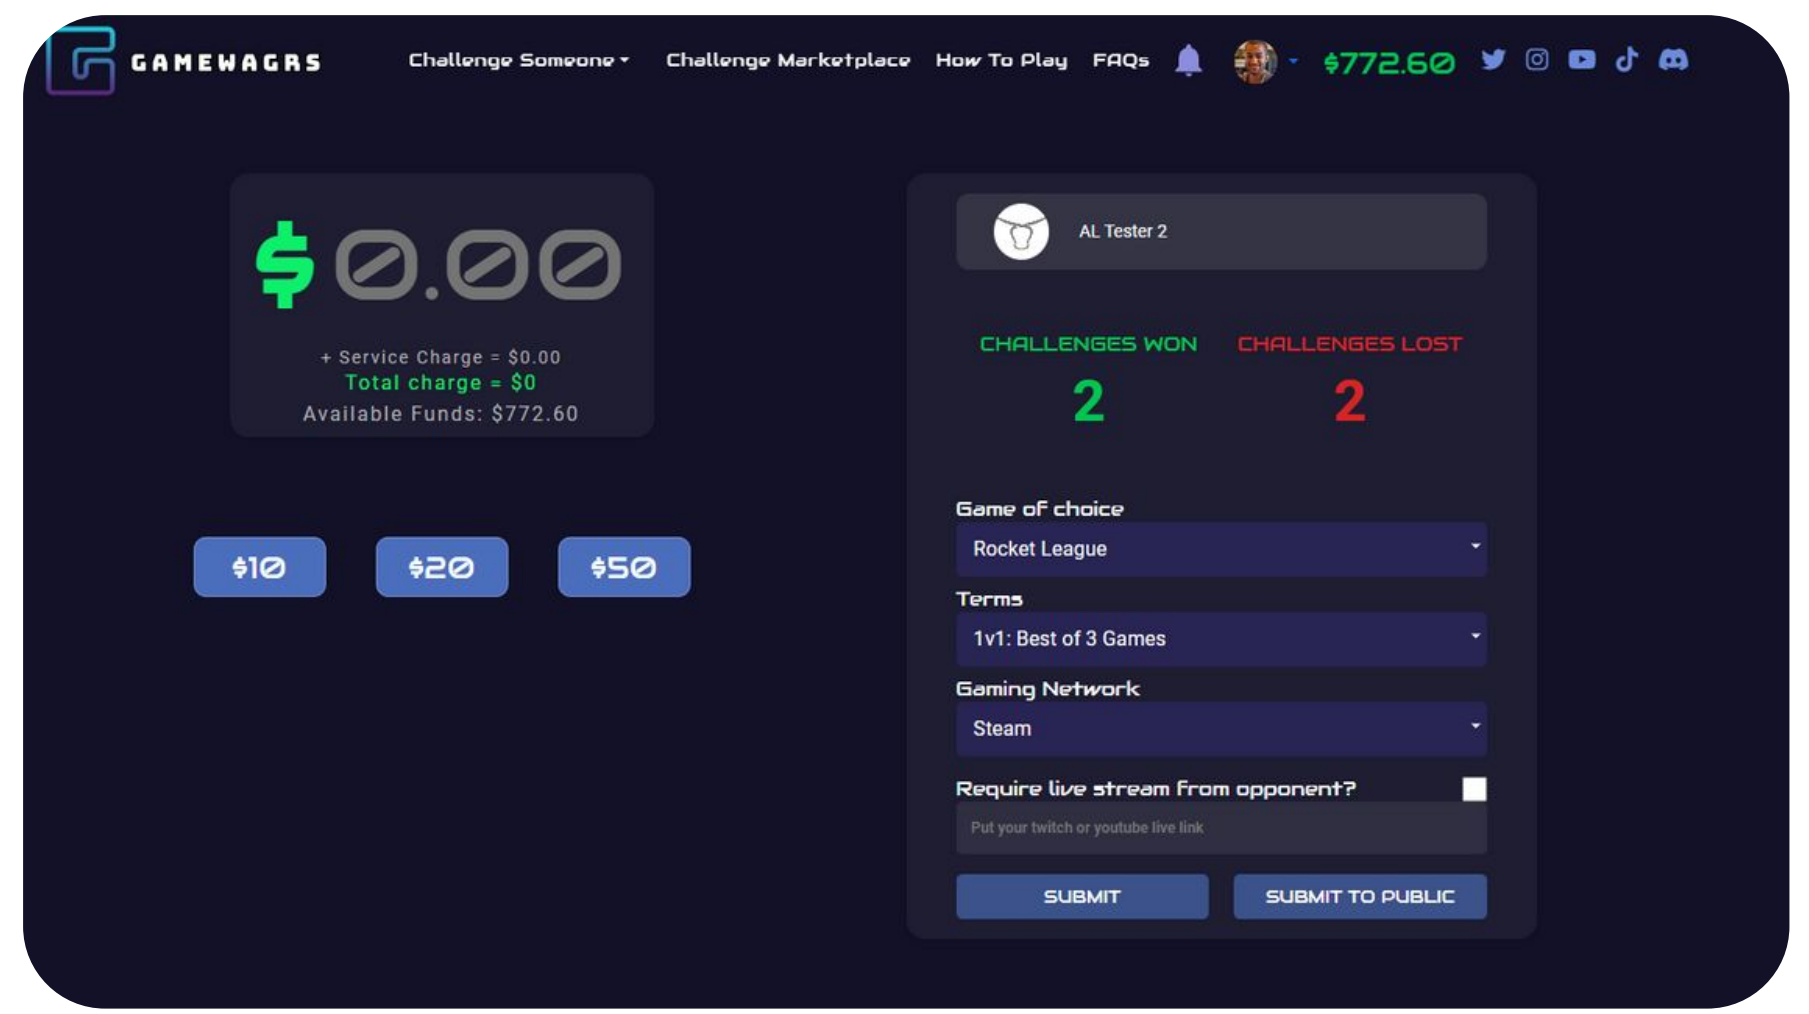 GAMEWAGRS
Challenge Someone
Challenge Marketplace
How To Play
FAQs
$772.60
$0.00
+ Service Charge = $0.00
Total charge = $0
Available Funds: $772.60
$10
$20
$50
AL Tester 2
CHALLENGES WON
CHALLENGES LOST
2
2
Game of choice
Rocket League
Terms
1v1: Best of 3 Games
Gaming Network
Steam
Require live stream from opponent?
Put your twitch or youtube live link
SUBMIT
SUBMIT TO PUBLIC